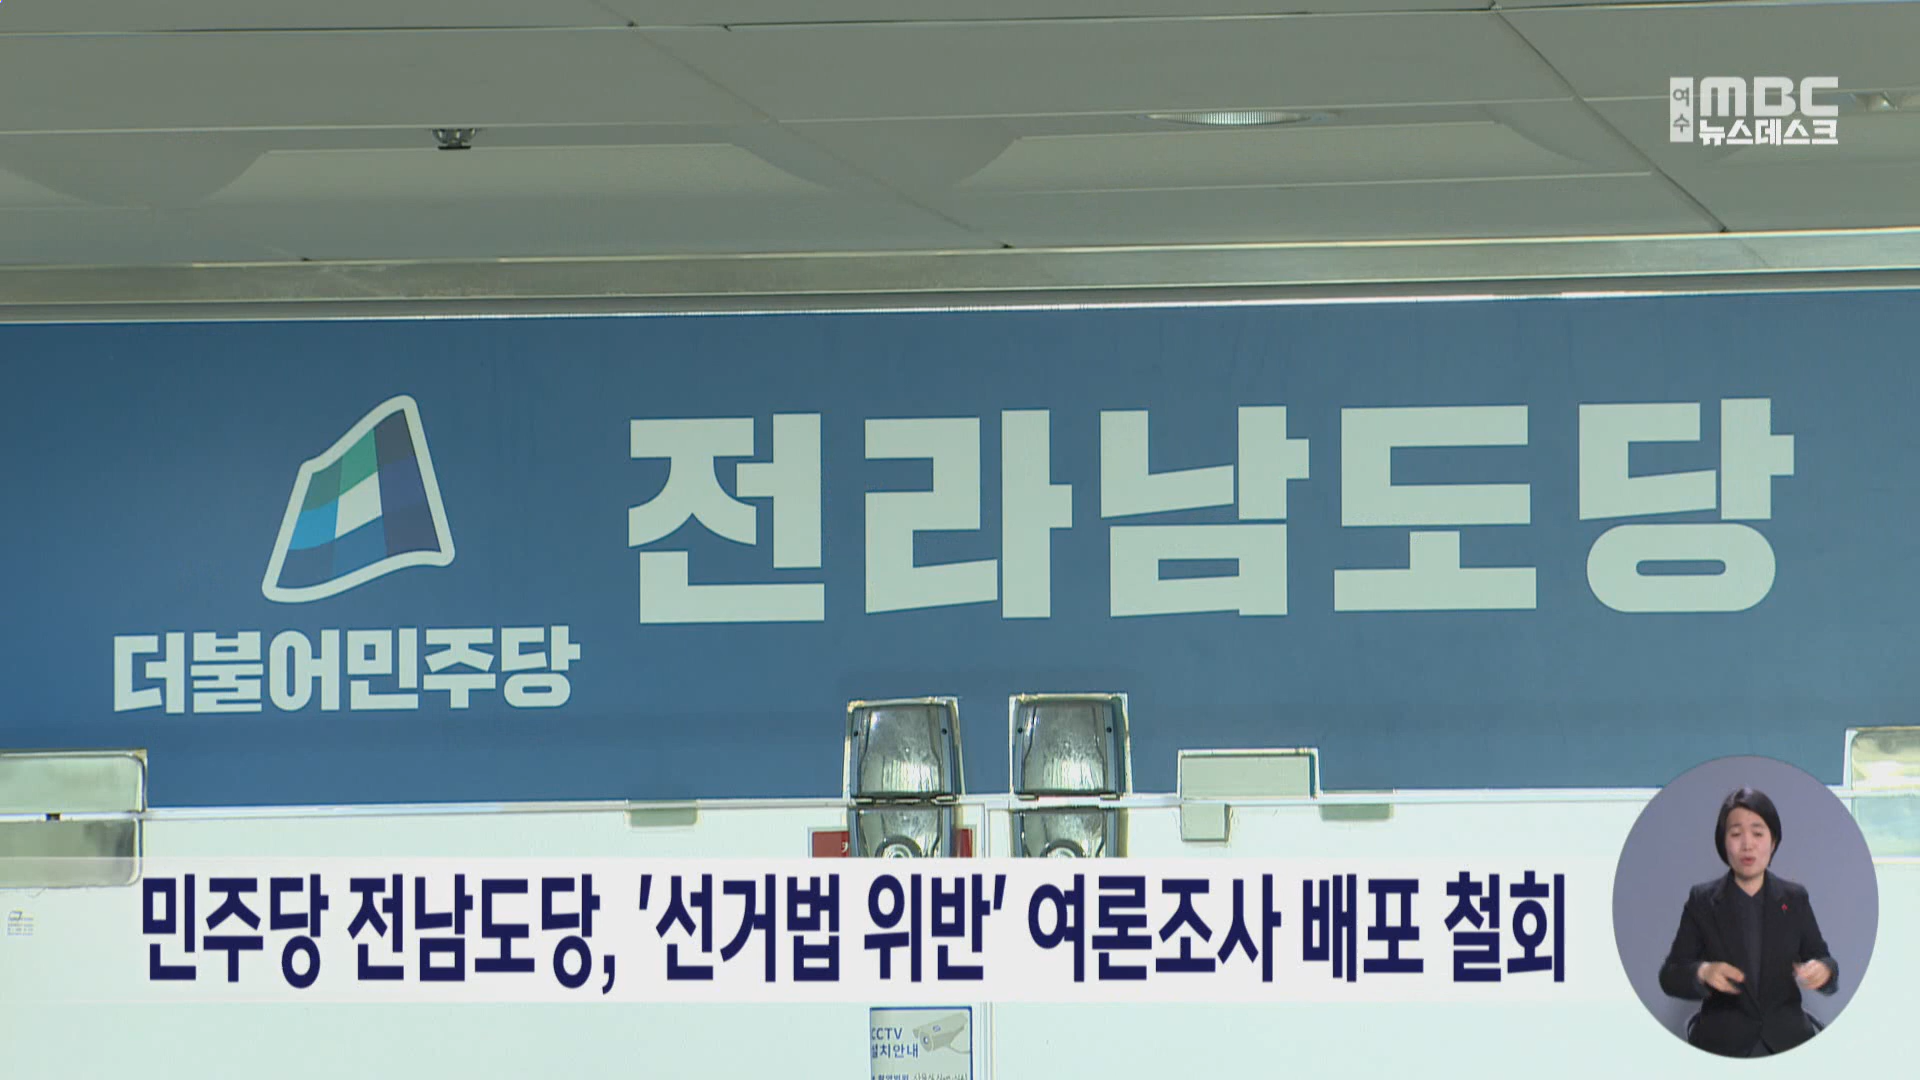 여수
MBC
뉴스데스크
전라남도당
더불어민주당
민주당 전남도당, '선거법 위반' 여론조사 배포 철회
CCTV
설치안내